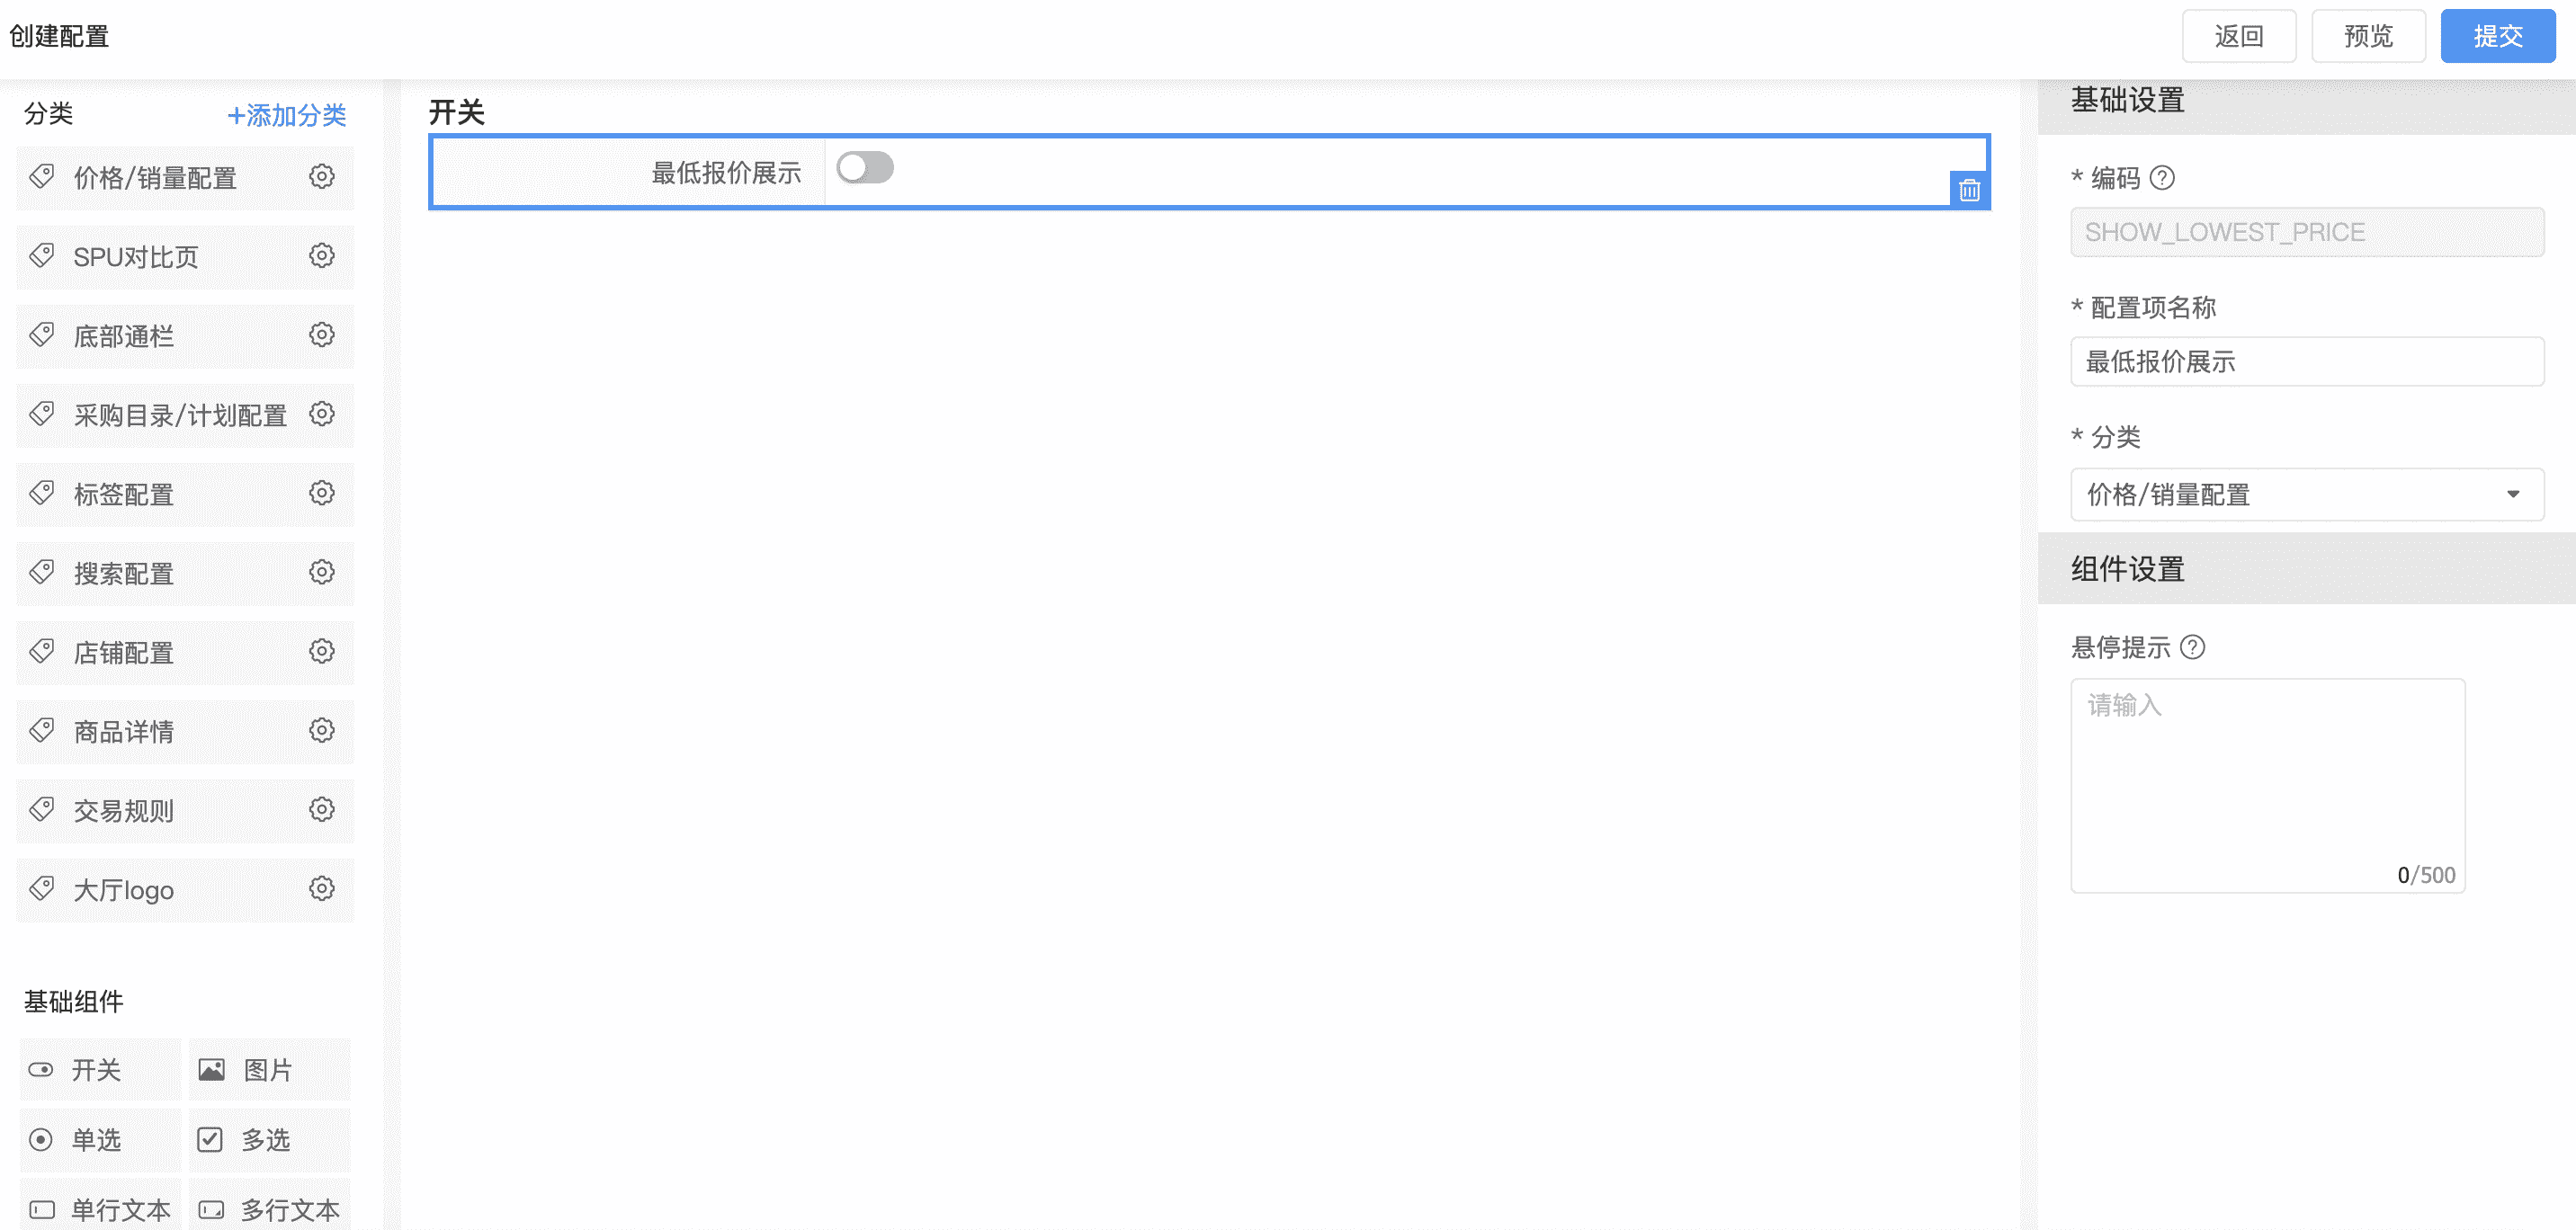 创建配置
返回
预览
提交
分类
+添加分类
价格/销量配置
SPU对比页
底部通栏
采购目录/计划配置
标签配置
搜索配置
店铺配置
商品详情
交易规则
大厅logo
基础组件
开关
图片
单选
多选
单行文本
多行文本
开关
最低报价展示
基础设置
* 编码
SHOW_LOWEST_PRICE
* 配置项名称
最低报价展示
* 分类
价格/销量配置
组件设置
悬停提示
请输入
0/500